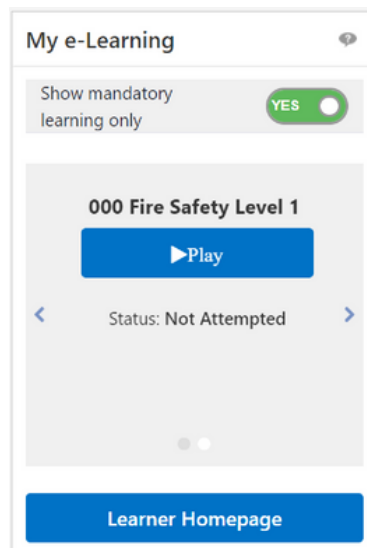 My e-Learning
Show mandatory
learning only
YES
000 Fire Safety Level 1
Play
Status: Not Attempted
Learner Homepage